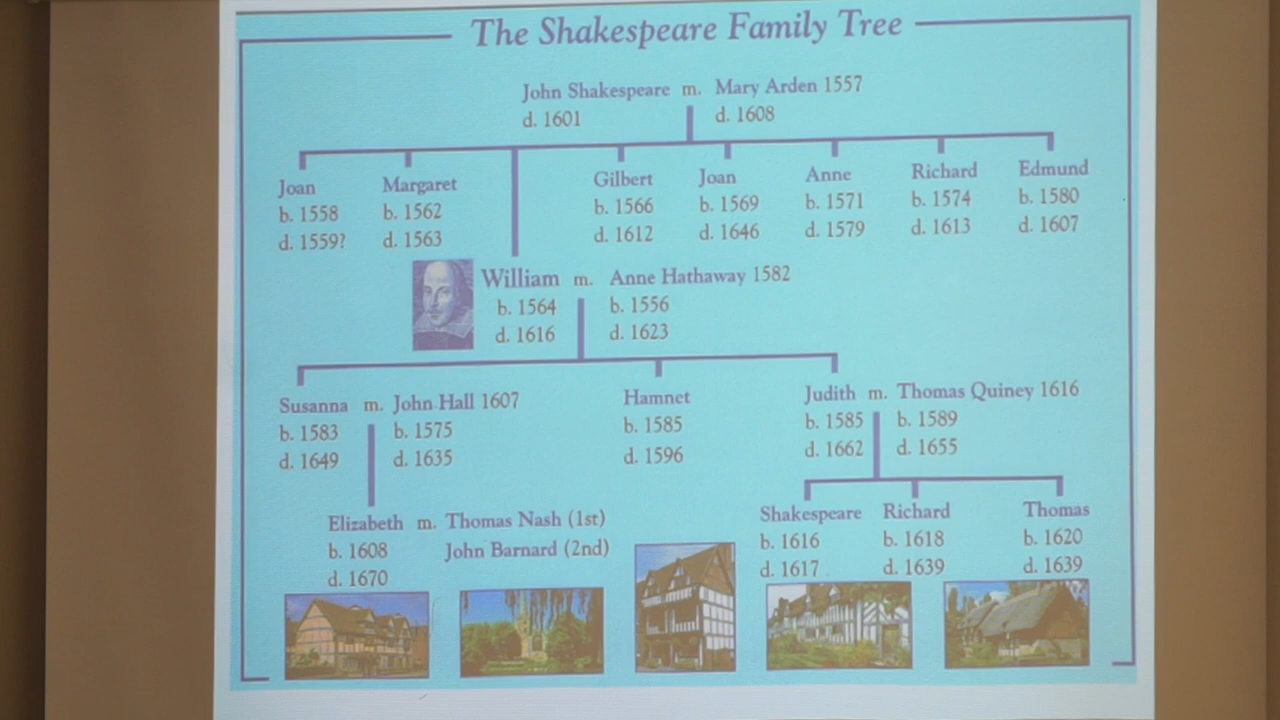 The Shakespeare Family Tree
John Shakespeare m. Mary Arden 1557
d. 1601 d. 1608
Joan Margaret Gilbert Joan Anne Richard Edmund
b. 1558 b. 1562 b. 1566 b. 1569 b. 1571 b. 1574 b. 1580
d. 1559? d. 1563 d. 1612 d. 1646 d. 1579 d. 1613 d. 1607
William m. Anne Hathaway 1582
b. 1564 b. 1556
d. 1616 d. 1623
Susanna m. John Hall 1607 Hamnet Judith m. Thomas Quiney 1616
b. 1583 b. 1575 b. 1585 b. 1585 b. 1589
d. 1649 d. 1635 d. 1596 d. 1662 d. 1655
Elizabeth m. Thomas Nash (1st) Shakespeare Richard Thomas
b. 1608 John Barnard (2nd) b. 1616 b. 1618 b. 1620
d. 1670 d. 1617 d. 1639 d. 1639